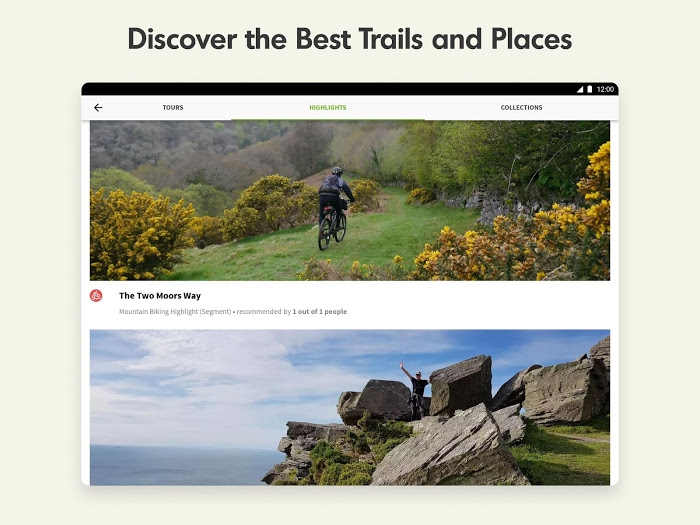 Discover the Best Trails and Places
12:00
TOURS HIGHLIGHTS COLLECTIONS
The Two Moors Way
Mountain Biking Highlight (Segment) • recommended by 1 out of 1 people